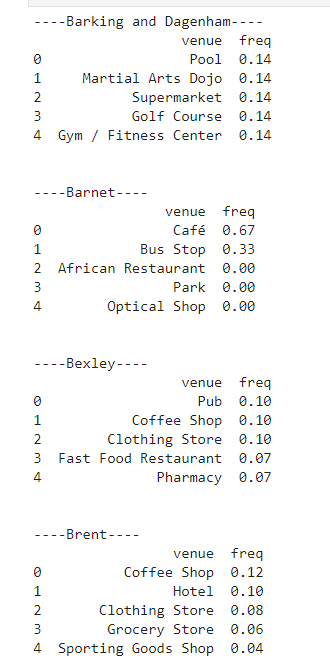 ----Barking and Dagenham----
venue freq
0 Pool 0.14
1 Martial Arts Dojo 0.14
2 Supermarket 0.14
3 Golf Course 0.14
4 Gym / Fitness Center 0.14
----Barnet----
venue freq
0 Café 0.67
1 Bus Stop 0.33
2 African Restaurant 0.00
3 Park 0.00
4 Optical Shop 0.00
----Bexley----
venue freq
0 Pub 0.10
1 Coffee Shop 0.10
2 Clothing Store 0.10
3 Fast Food Restaurant 0.07
4 Pharmacy 0.07
----Brent----
venue freq
0 Coffee Shop 0.12
1 Hotel 0.10
2 Clothing Store 0.08
3 Grocery Store 0.06
4 Sporting Goods Shop 0.04